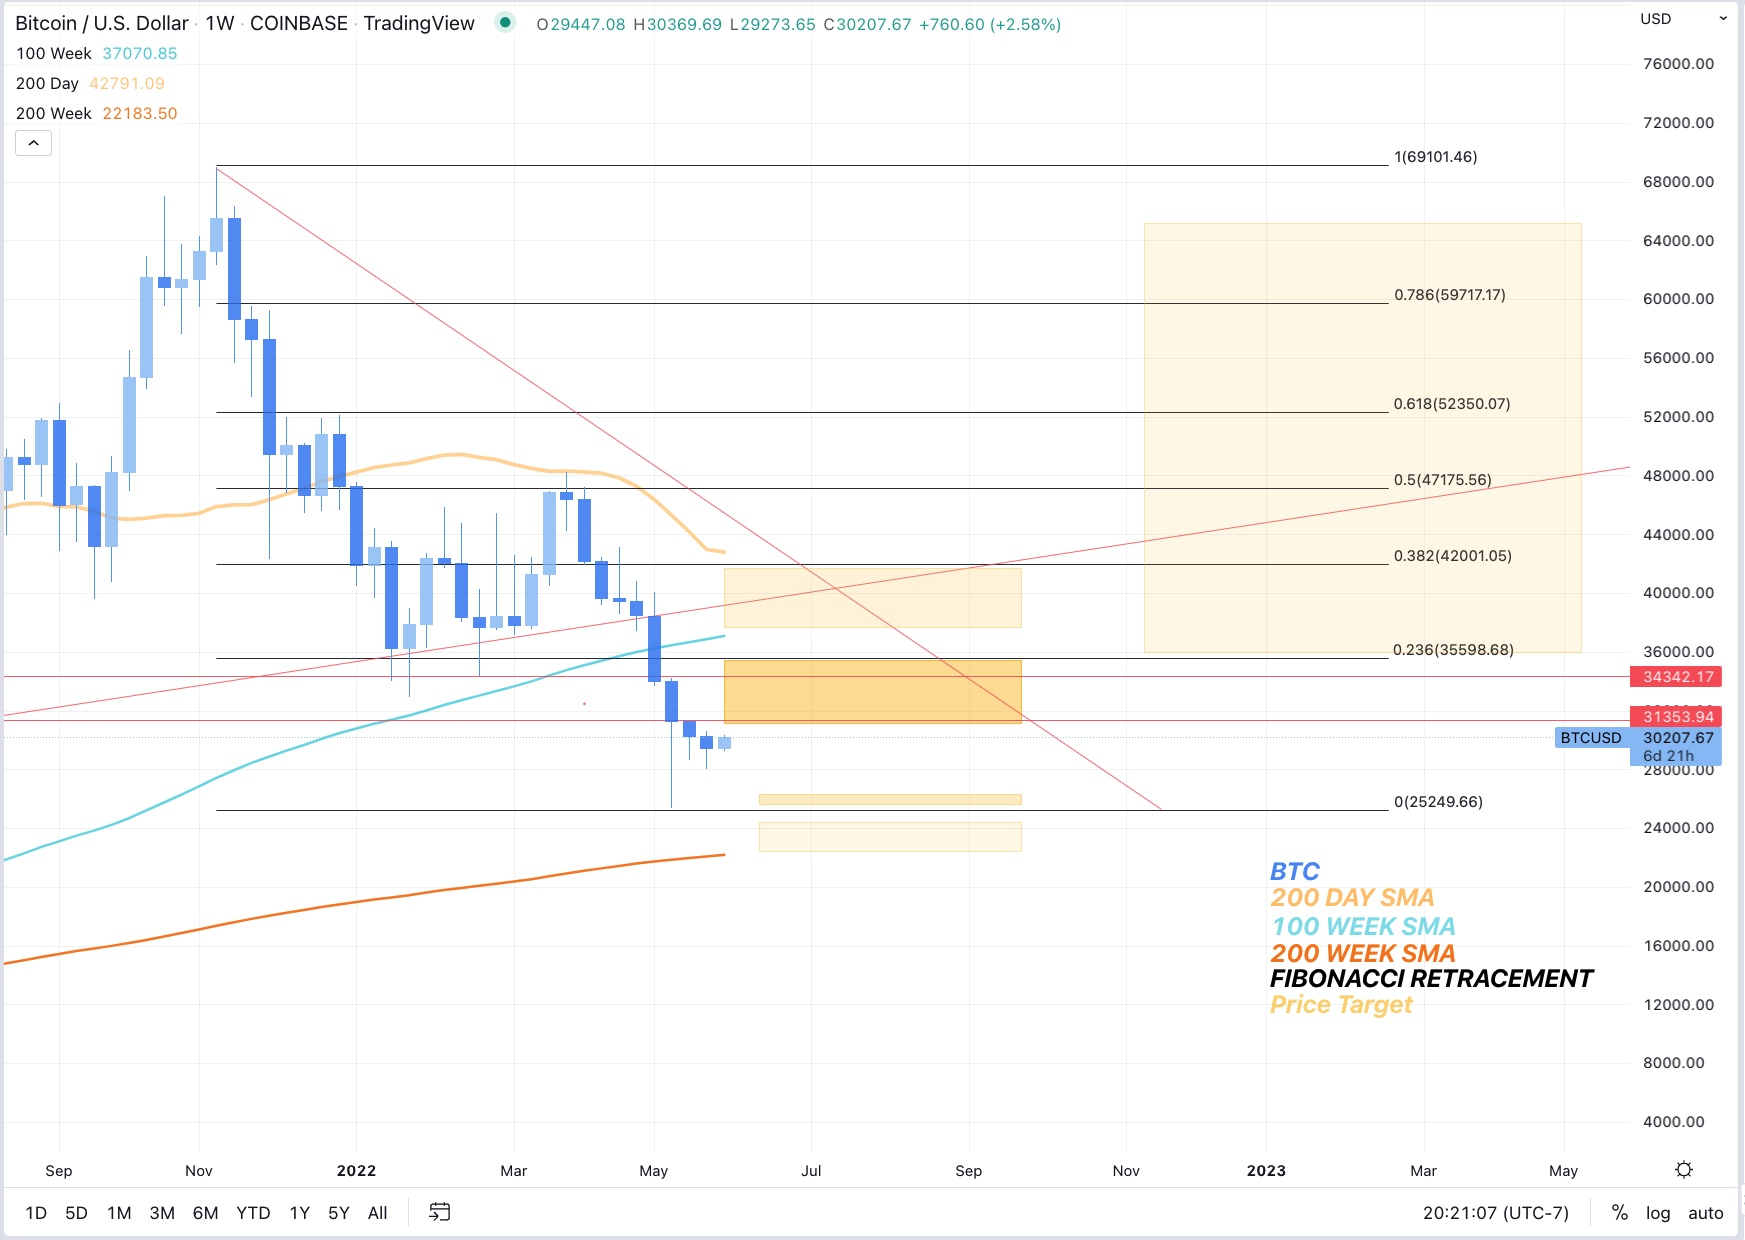 Bitcoin / U.S. Dollar · 1W · COINBASE · TradingView O29447.08 H30369.69 L29273.65 C30207.67 +760.60 (+2.58%)
USD
100 Week 37070.85
200 Day 42791.09
200 Week 22183.50
76000.00
72000.00
68000.00
64000.00
60000.00
56000.00
52000.00
48000.00
44000.00
40000.00
36000.00
34342.17
31353.94
BTCUSD 30207.67
6d 21h
28000.00
24000.00
20000.00
16000.00
12000.00
8000.00
4000.00
1(69101.46)
0.786(59717.17)
0.618(52350.07)
0.5(47175.56)
0.382(42001.05)
0.236(35598.68)
0(25249.66)
BTC
200 DAY SMA
100 WEEK SMA
200 WEEK SMA
FIBONACCI RETRACEMENT
Price Target
Sep Nov 2022 Mar May Jul Sep Nov 2023 Mar May
1D 5D 1M 3M 6M YTD 1Y 5Y All 20:21:07 (UTC-7) % log auto